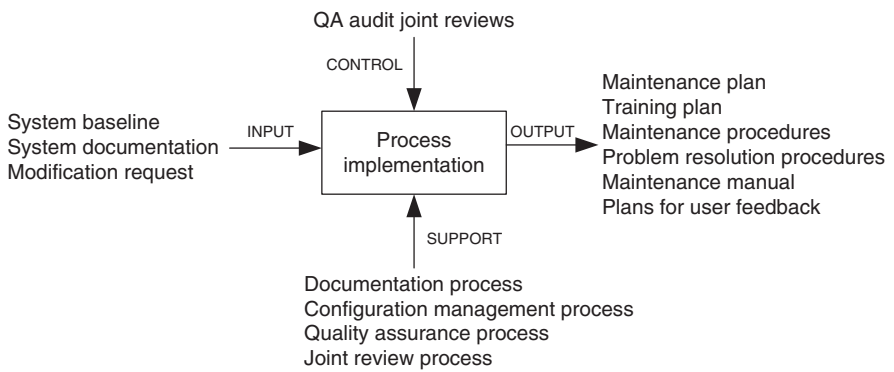 QA audit joint reviews
CONTROL
System baseline
System documentation
Modification request
INPUT
Process
implementation
OUTPUT
Maintenance plan
Training plan
Maintenance procedures
Problem resolution procedures
Maintenance manual
Plans for user feedback
SUPPORT
Documentation process
Configuration management process
Quality assurance process
Joint review process